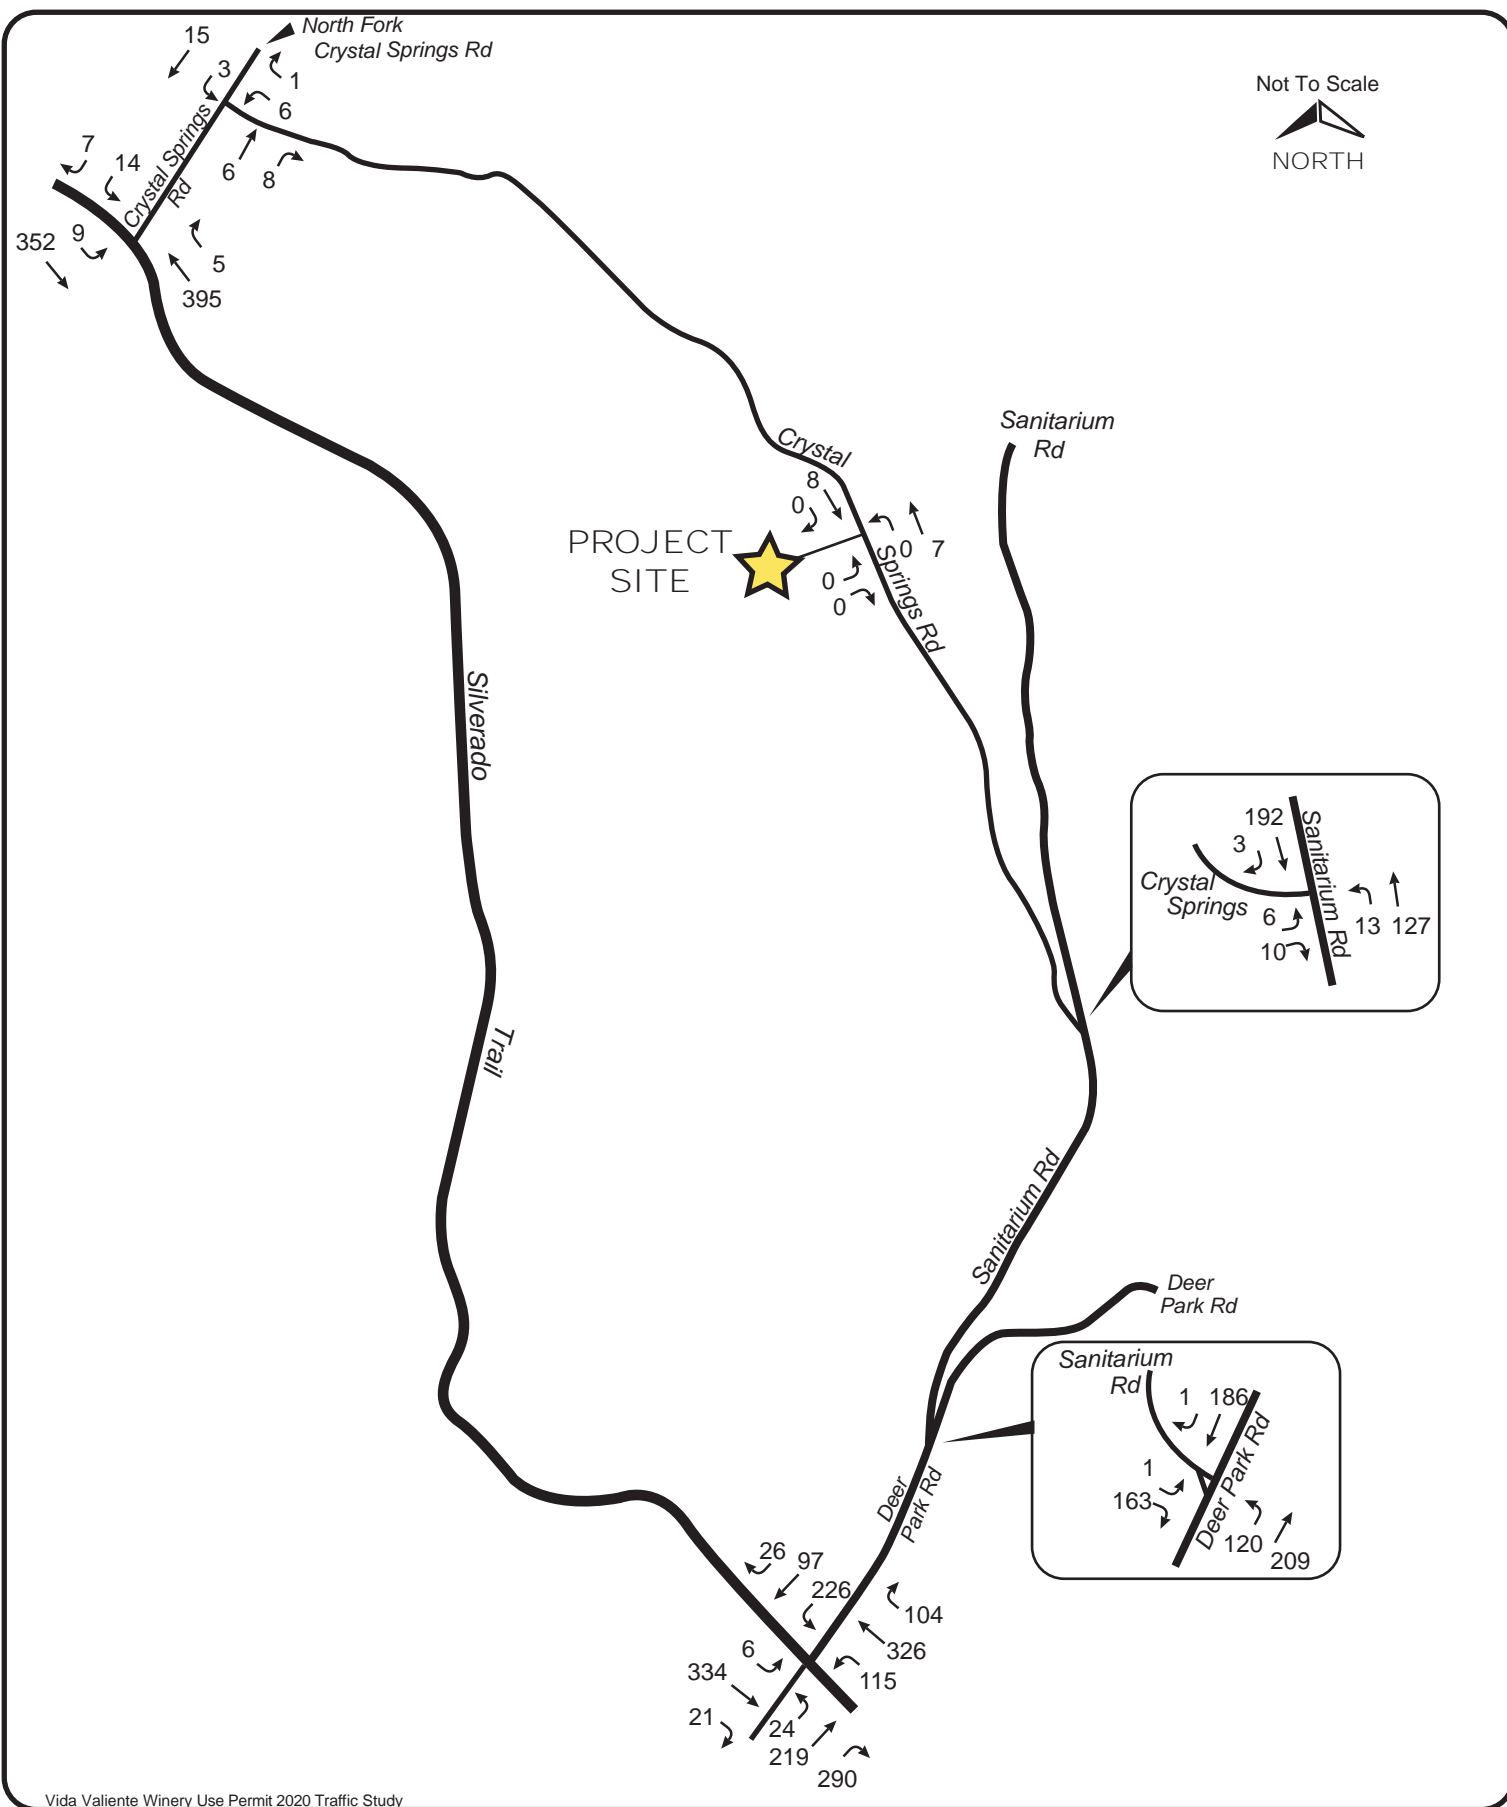 North Fork
Crystal Springs Rd
15
3
1
6
Not To Scale
NORTH
7
14
Crystal Springs
Rd
6
8
352
9
5
395
Sanitarium
Rd
Crystal
8
0
PROJECT
SITE
0
7
0
0
Springs Rd
Silverado
192
3
Sanitarium Rd
Crystal
Springs
6
13
127
10
Trail
Sanitarium Rd
Deer
Park Rd
Sanitarium
Rd
1
186
Deer Park Rd
1
163
120
209
Deer
Park Rd
26
97
226
104
326
6
115
334
21
24
219
290
Vida Valiente Winery Use Permit 2020 Traffic Study